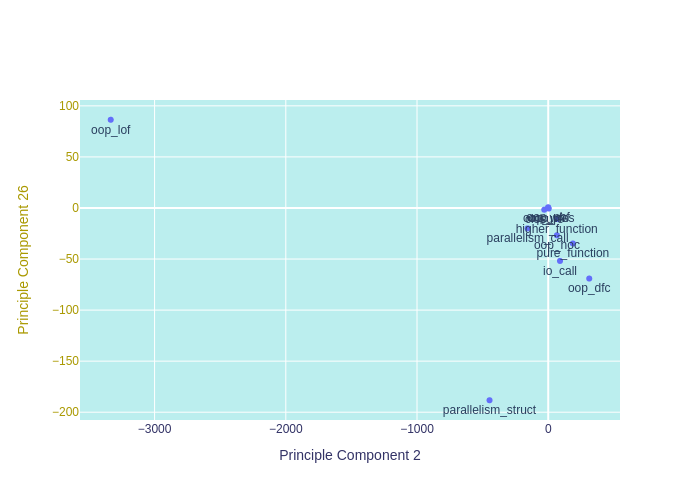 100
50
0
−50
−100
−150
−200
Principle Component 26
oop_lof
higher_function
parallelism_call
oop_noc
pure_function
io_call
oop_dfc
parallelism_struct
−3000
−2000
−1000
0
Principle Component 2